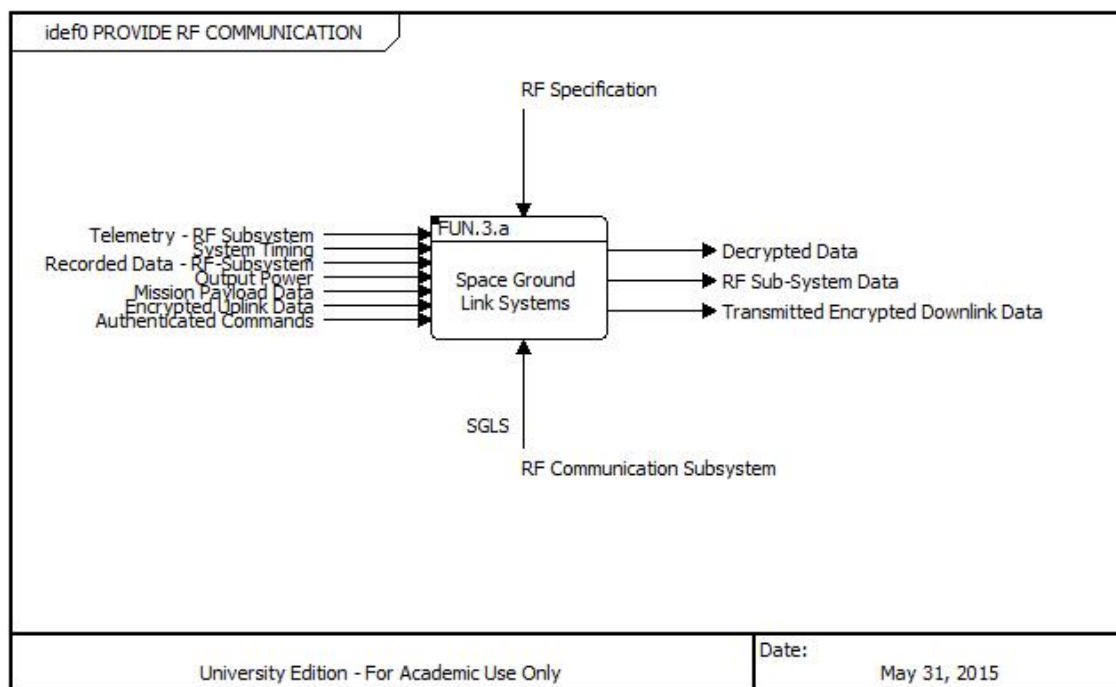 idef0 PROVIDE RF COMMUNICATION
RF Specification
Telemetry - RF Subsystem
System Timing
Recorded Data - RF-Subsystem
Output Power
Mission Payload Data
Encrypted Uplink Data
Authenticated Commands
FUN.3.a
Space Ground
Link Systems
Decrypted Data
RF Sub-System Data
Transmitted Encrypted Downlink Data
SGLS
RF Communication Subsystem
University Edition - For Academic Use Only
Date:
May 31, 2015